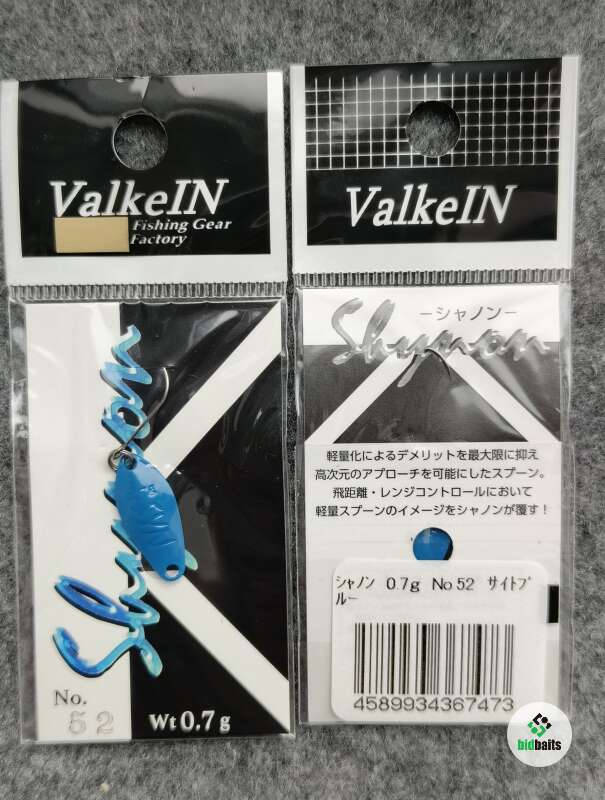 ValkeIN
Fishing Gear
Factory
Shynon
No.
52
Wt 0.7g
ValkeIN
ーシャノンー
Shynon
軽量化によるデメリットを最大限に抑え
高次元のアプローチを可能にしたスプーン。
飛距離・レンジコントロールにおいて
軽量スプーンのイメージをシャノンが覆す!
シャノン 0.7g No52 サイトブ
ルー
4589934367473
bidbaits